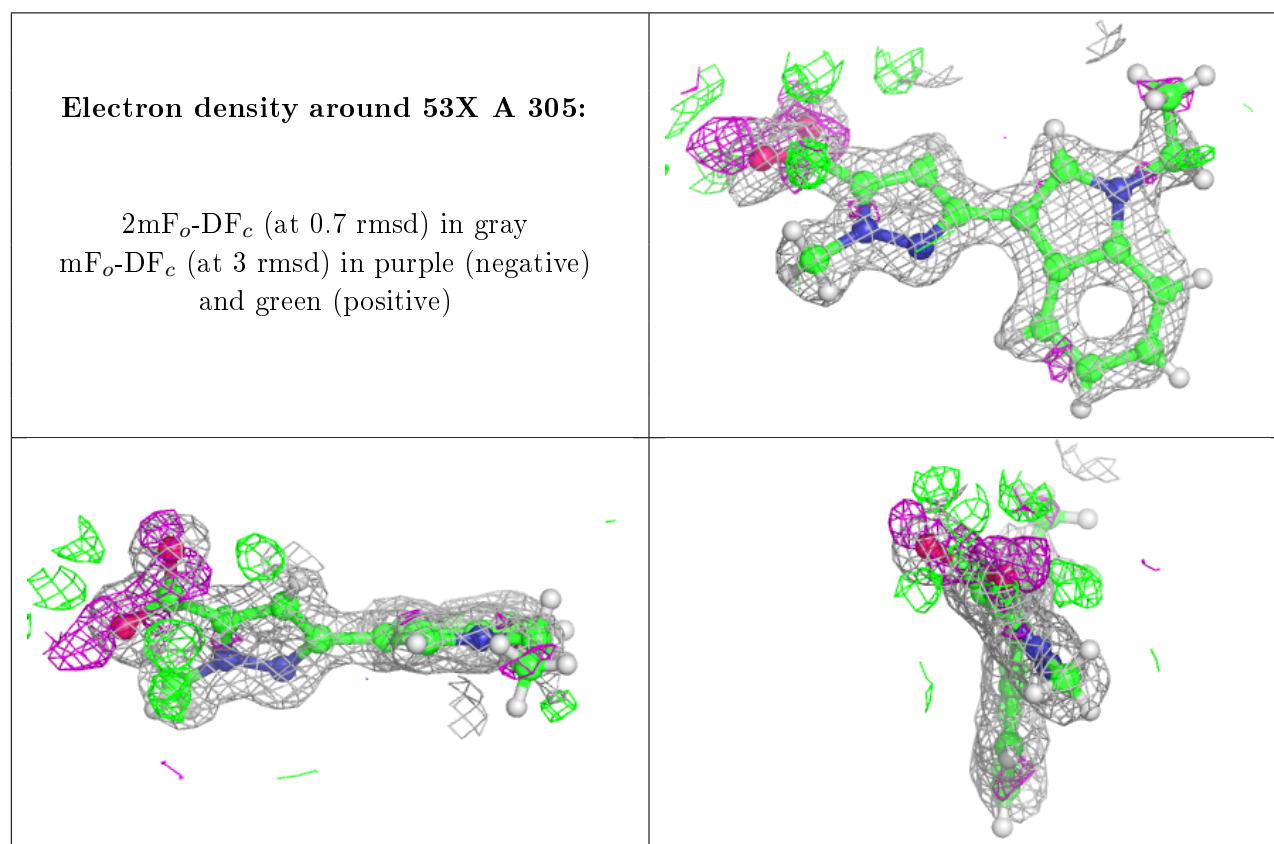 Electron density around 53X A 305:
2mFo-DFc (at 0.7 rmsd) in gray
mFo-DFc (at 3 rmsd) in purple (negative)
and green (positive)